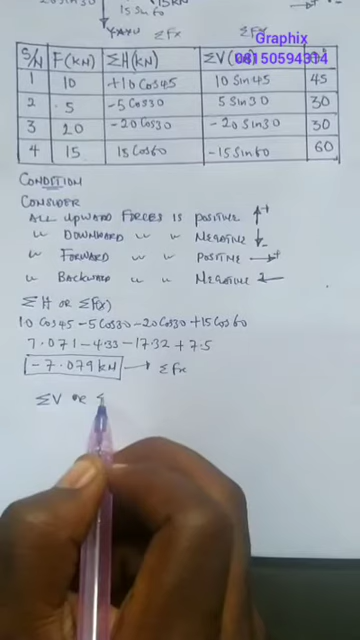 15 Sin60
ΣFx ΣFy
Graphix
08150594314
S/N F(KN) ΣH(KN) ΣV(
1 10 +10 Cos45 10 Sin45 45
2 5 -5 Cos30 5 Sin30 30
3 20 -20 Cos30 -20 Sin30 30
4 15 15 Cos60 -15 Sin60 60
CONDITION
CONSIDER
ALL UPWARD FORCES IS POSITIVE ↑+
" DOWNWARD " " NEGATIVE ↓-
" FORWARD " " POSITIVE →+
" BACKWARD " " NEGATIVE ←-
ΣH OR ΣF(x)
10 Cos45 - 5 Cos30 - 20 Cos30 + 15 Cos60
7.071 - 4.33 - 17.32 + 7.5
-7.079 KN → ΣFx
ΣV OR Σ